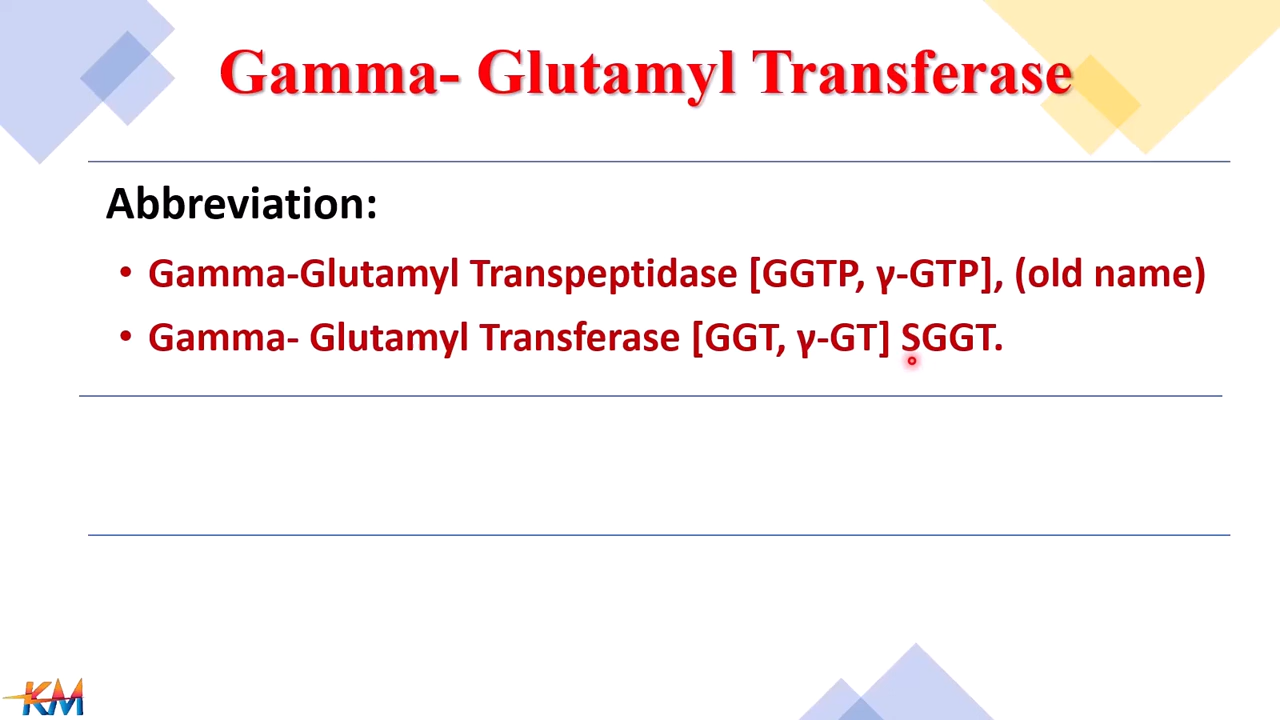 Gamma- Glutamyl Transferase
Abbreviation:
• Gamma-Glutamyl Transpeptidase [GGTP, γ-GTP], (old name)
• Gamma- Glutamyl Transferase [GGT, γ-GT] SGGT.
KM